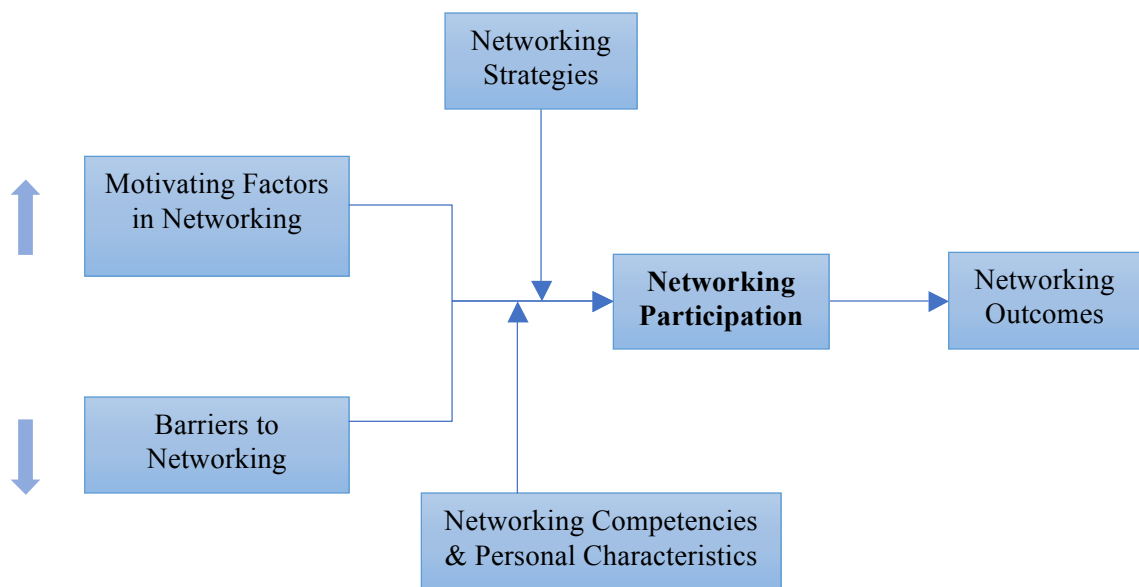 Networking
Strategies
Motivating Factors
in Networking
Networking
Participation
Networking
Outcomes
Barriers to
Networking
Networking Competencies
& Personal Characteristics